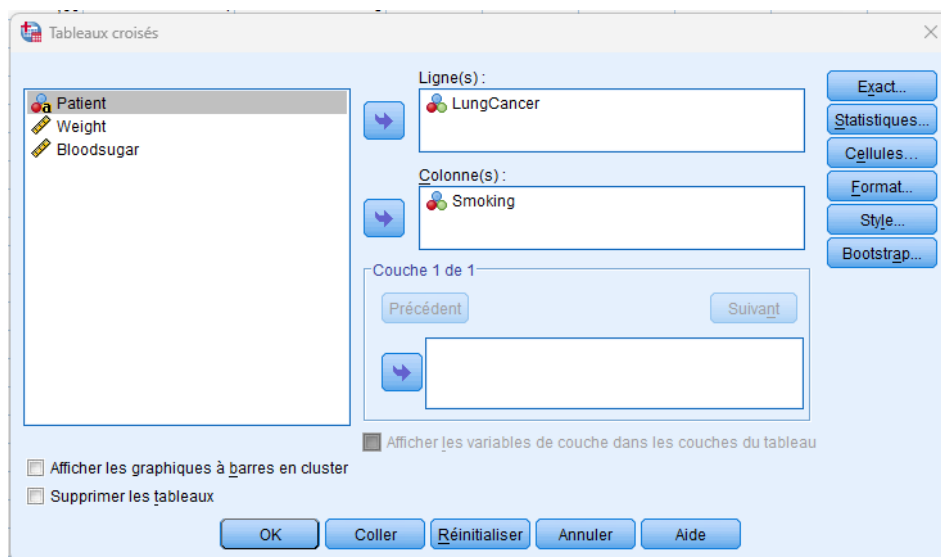 Tableaux croisés
Patient
Weight
Bloodsugar
Ligne(s) :
LungCancer
Colonne(s) :
Smoking
Couche 1 de 1
Précédent
Suivant
Afficher les variables de couche dans les couches du tableau
Exact...
Statistiques...
Cellules...
Format...
Style...
Bootstrap...
Afficher les graphiques à barres en cluster
Supprimer les tableaux
OK
Coller
Réinitialiser
Annuler
Aide